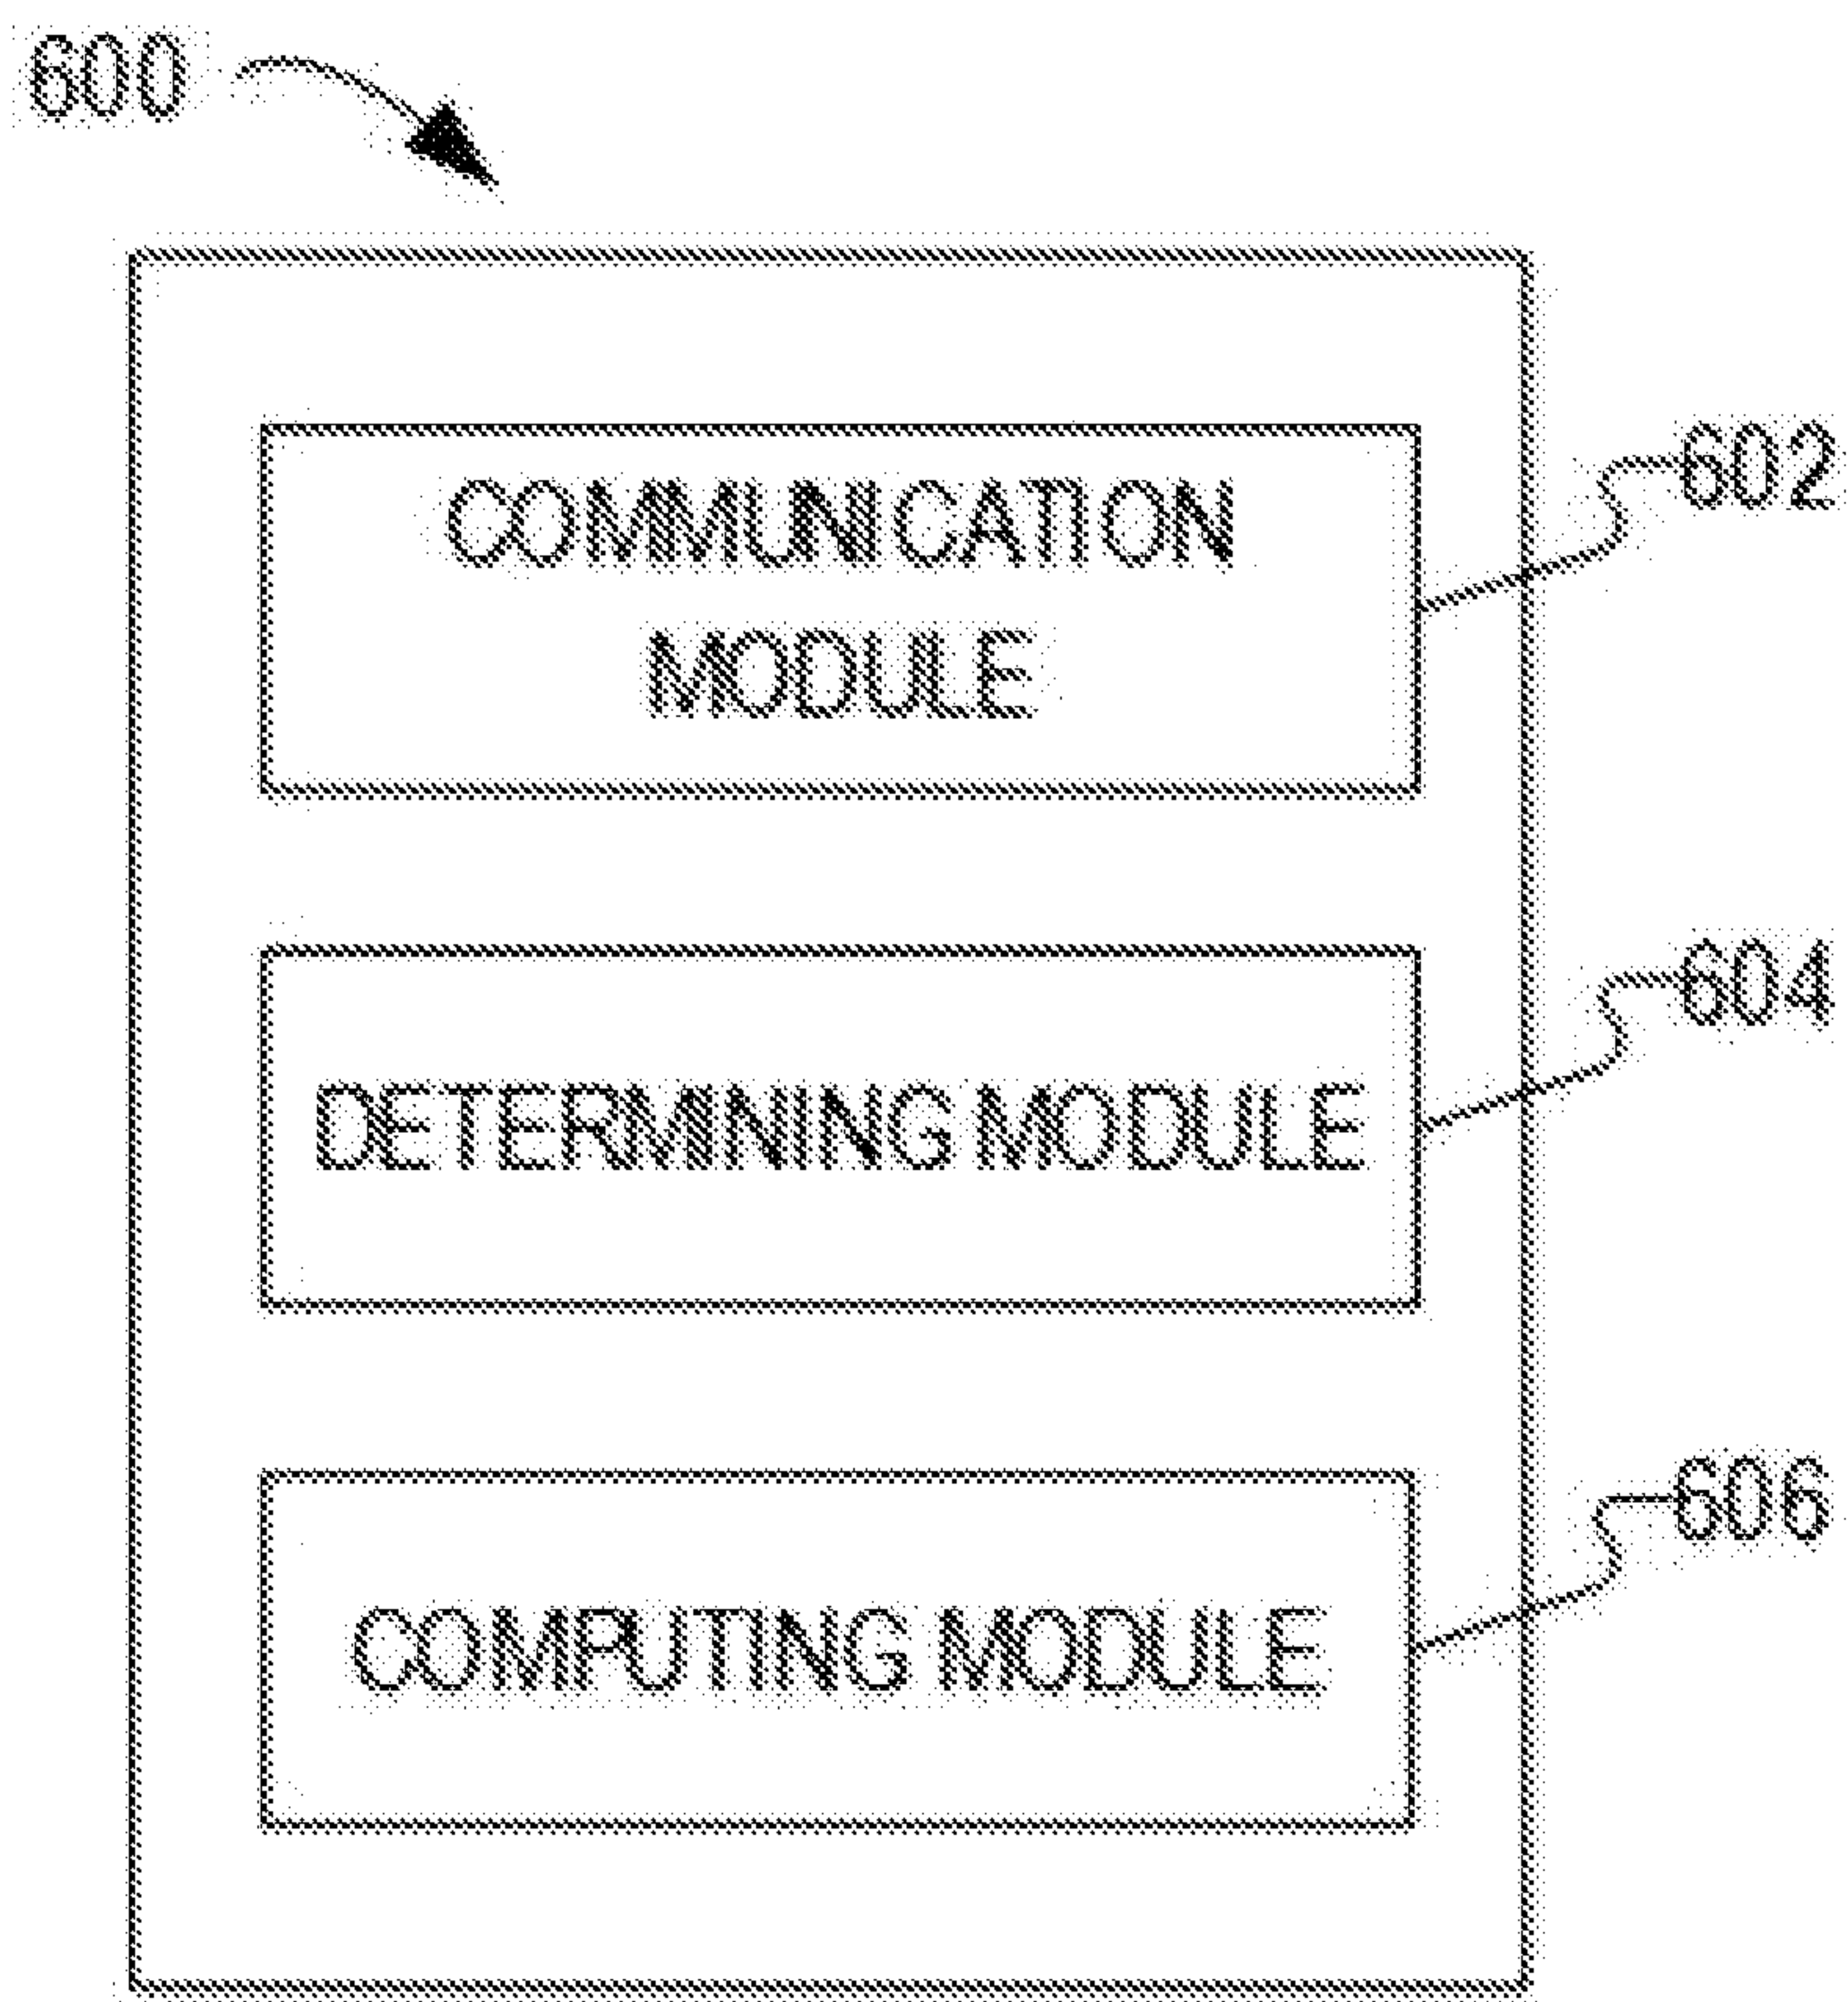 600
COMMUNICATION
MODULE
602
DETERMINING MODULE
604
COMPUTING MODULE
606